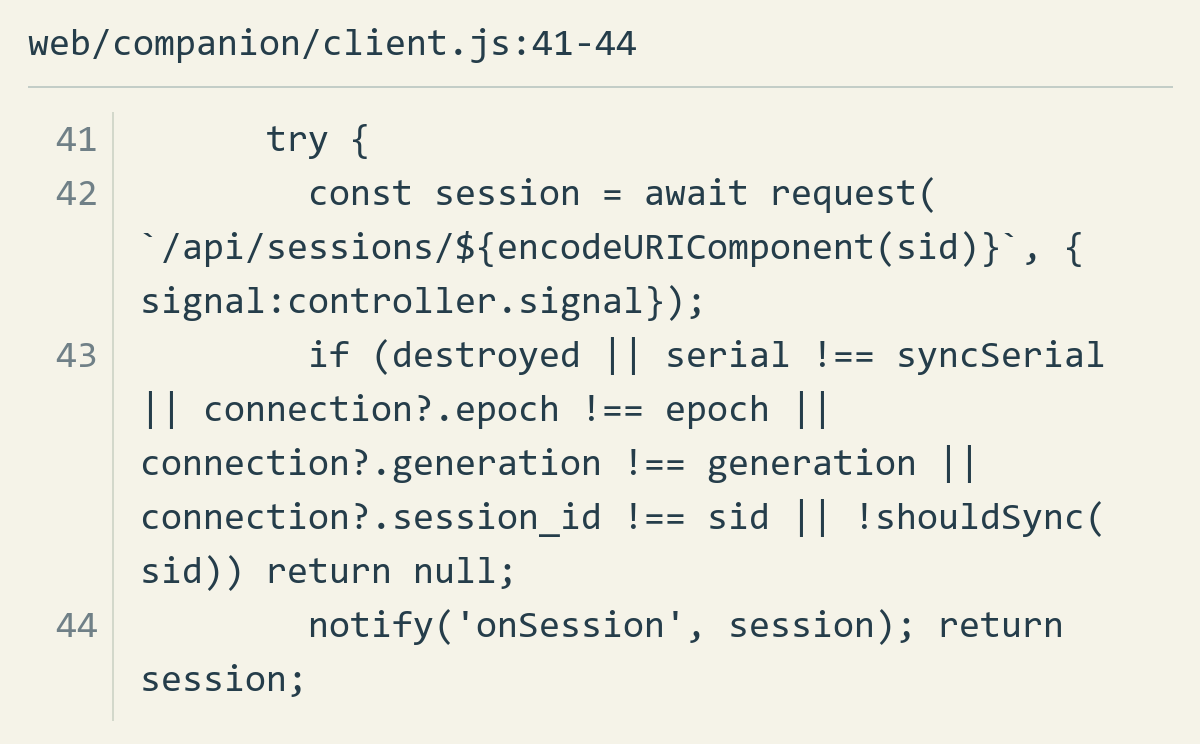 web/companion/client.js:41-44
41       try {
42         const session = await request(
`/api/sessions/${encodeURIComponent(sid)}`, {
signal:controller.signal});
43         if (destroyed || serial !== syncSerial
|| connection?.epoch !== epoch ||
connection?.generation !== generation ||
connection?.session_id !== sid || !shouldSync(
sid)) return null;
44         notify('onSession', session); return
session;